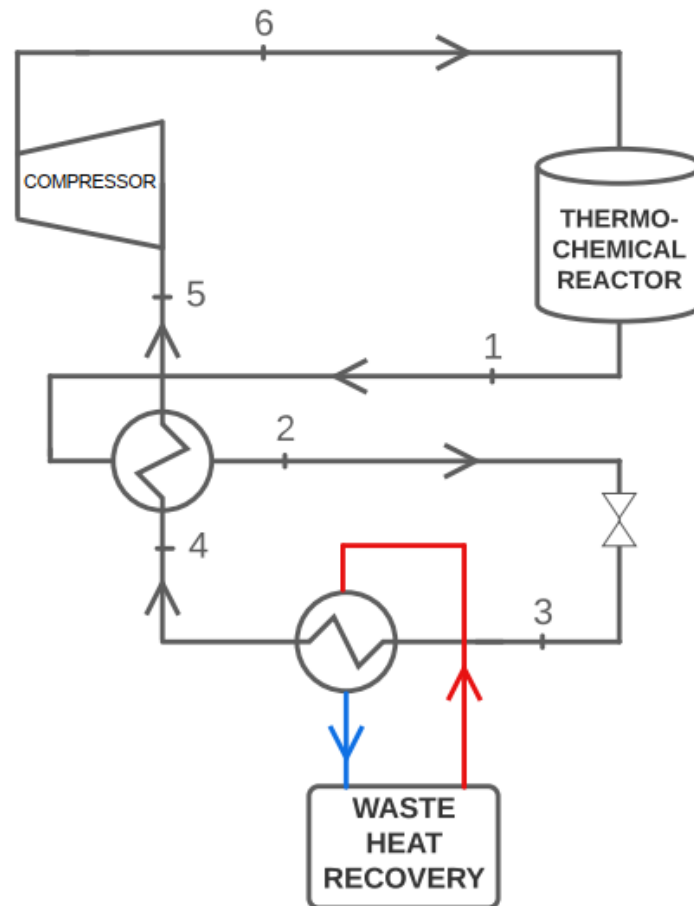 6
COMPRESSOR
THERMO-
CHEMICAL
REACTOR
5
1
2
4
3
WASTE
HEAT
RECOVERY